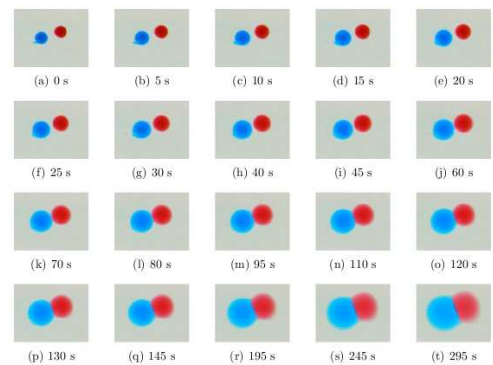 (a) 0 s (b) 5 s (c) 10 s (d) 15 s (e) 20 s
(f) 25 s (g) 30 s (h) 40 s (i) 45 s (j) 60 s
(k) 70 s (l) 80 s (m) 95 s (n) 110 s (o) 120 s
(p) 130 s (q) 145 s (r) 195 s (s) 245 s (t) 295 s